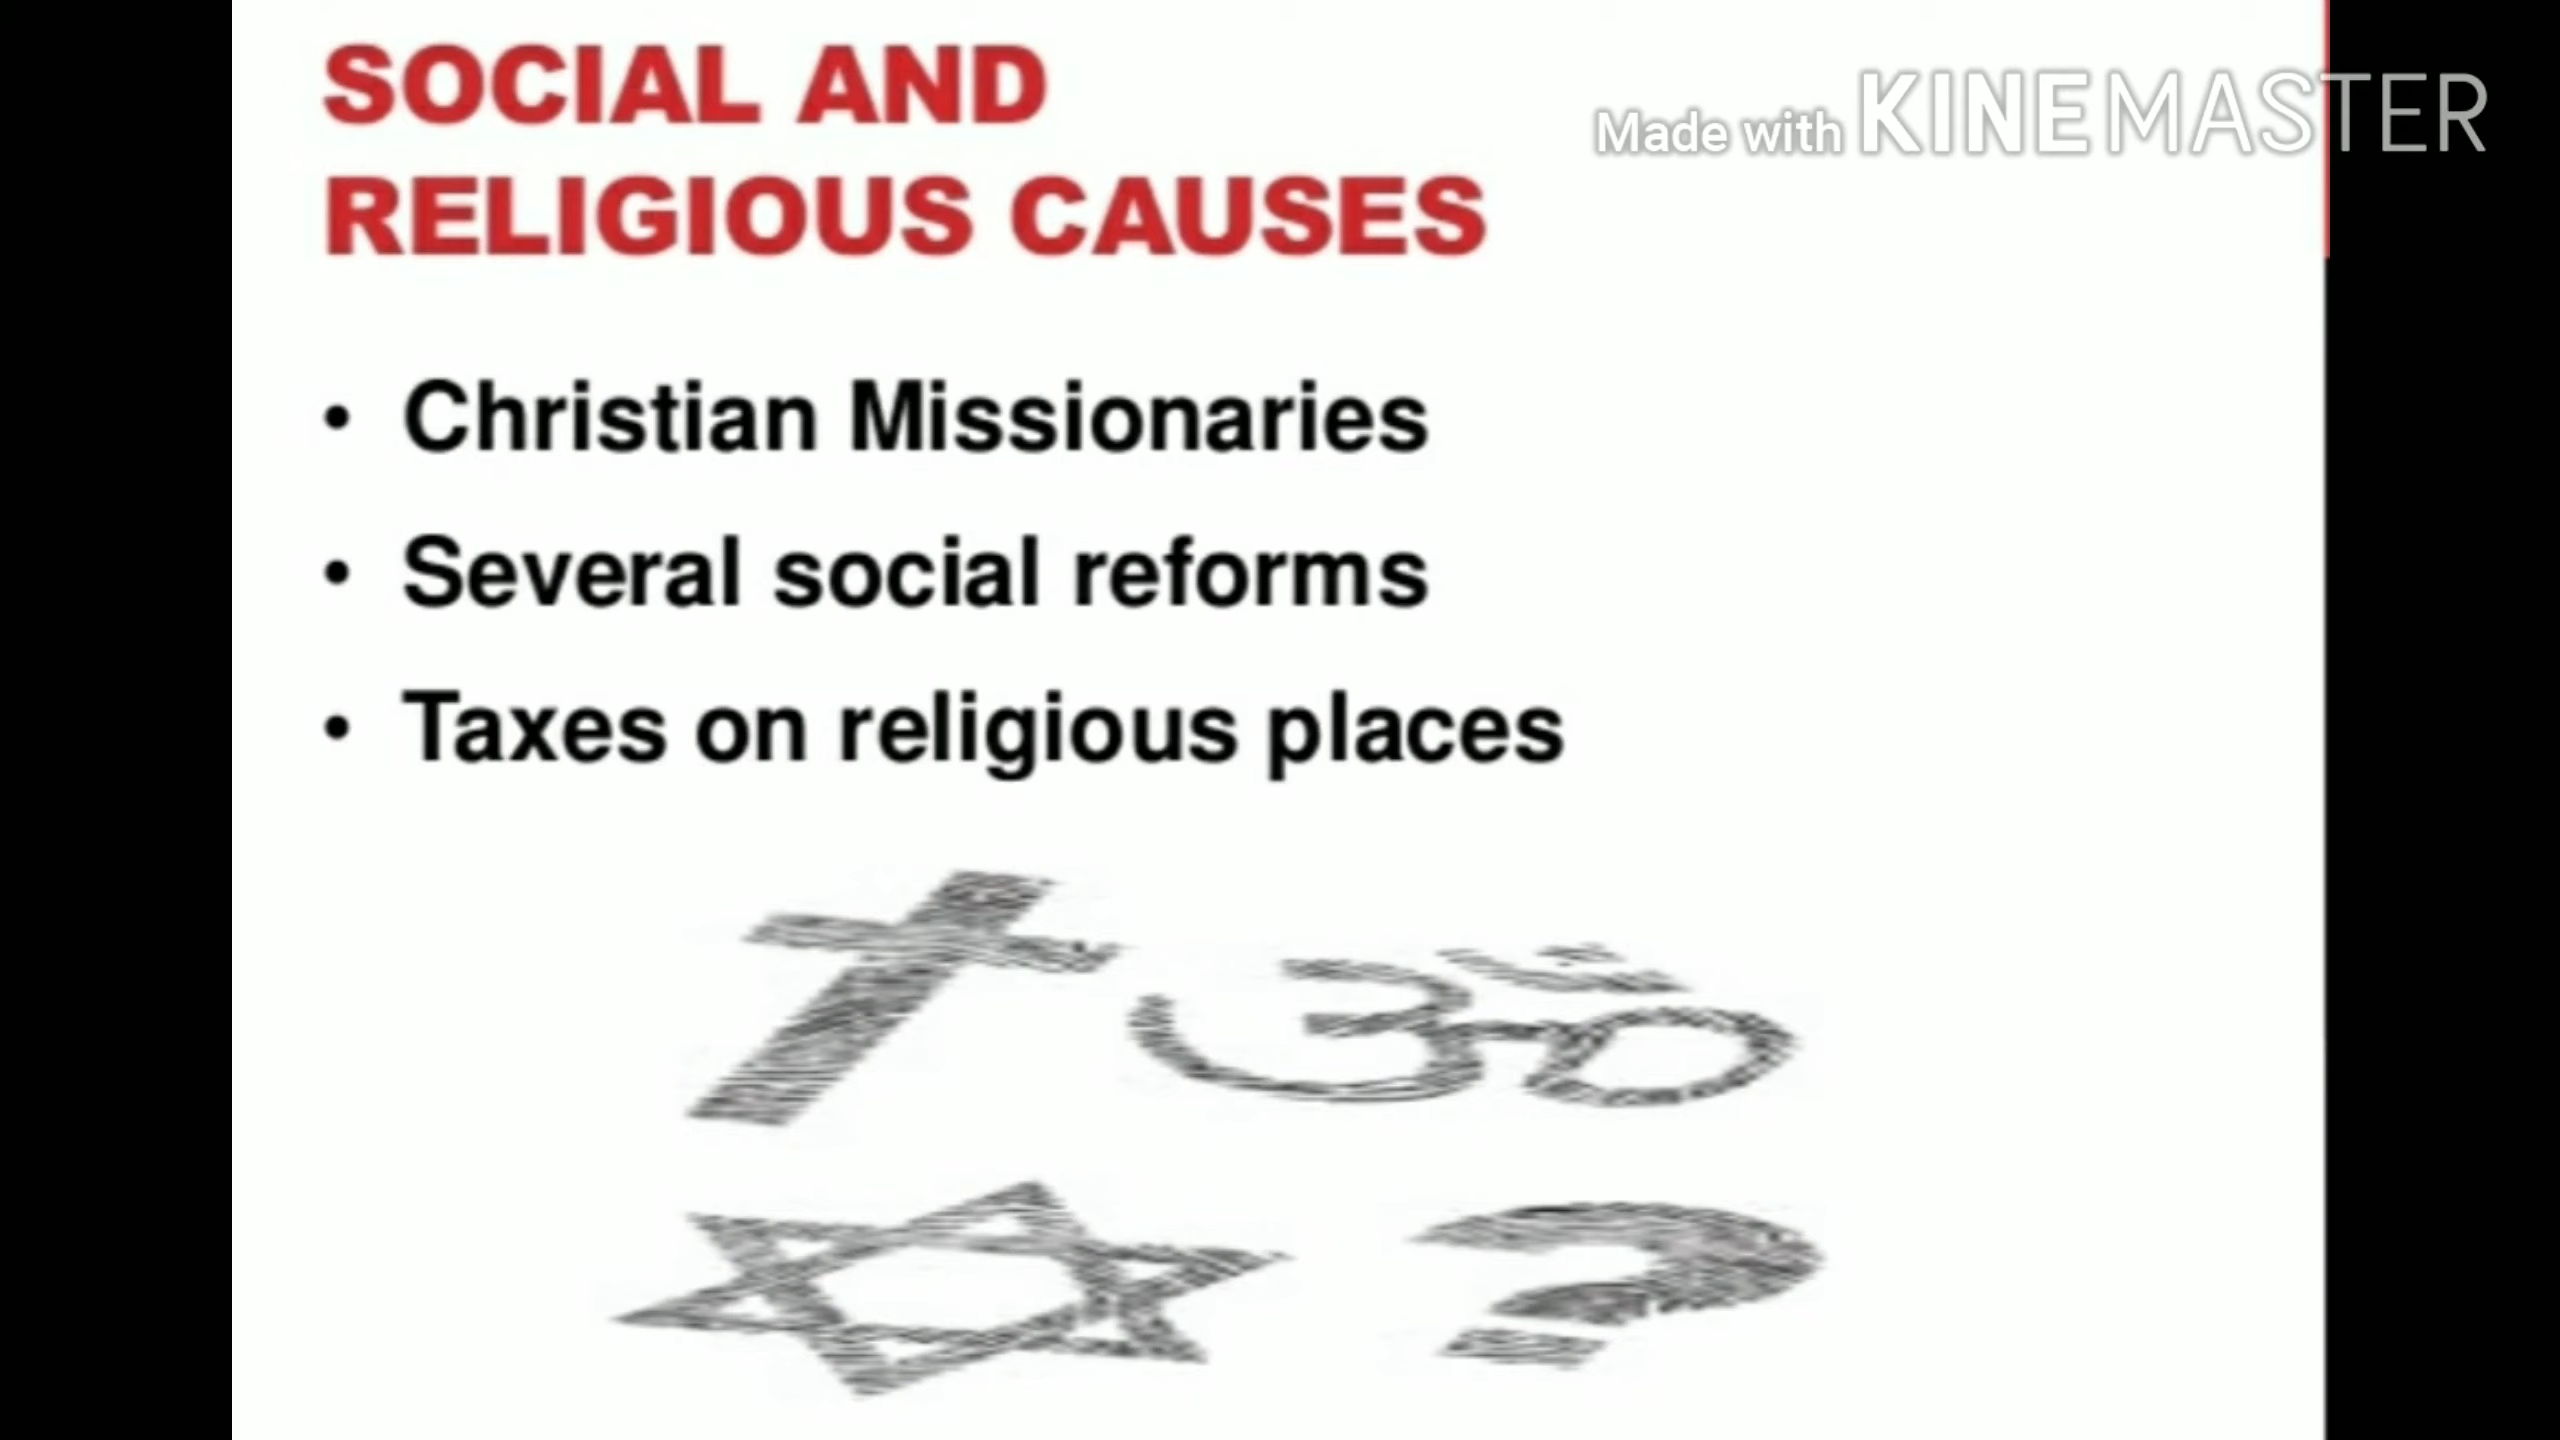 SOCIAL AND
RELIGIOUS CAUSES
Made with KINEMASTER
• Christian Missionaries
• Several social reforms
• Taxes on religious places
ॐ
?